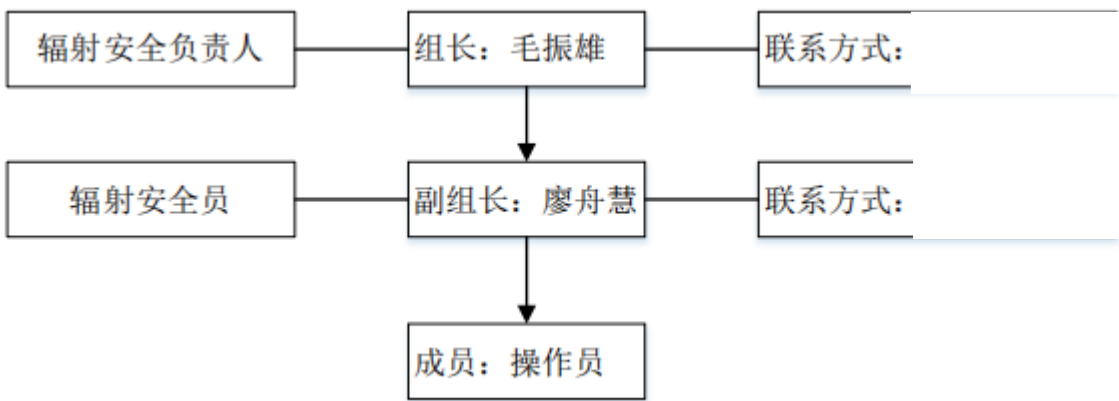 辐射安全负责人
组长：毛振雄
联系方式：
辐射安全员
副组长：廖舟慧
联系方式：
成员：操作员